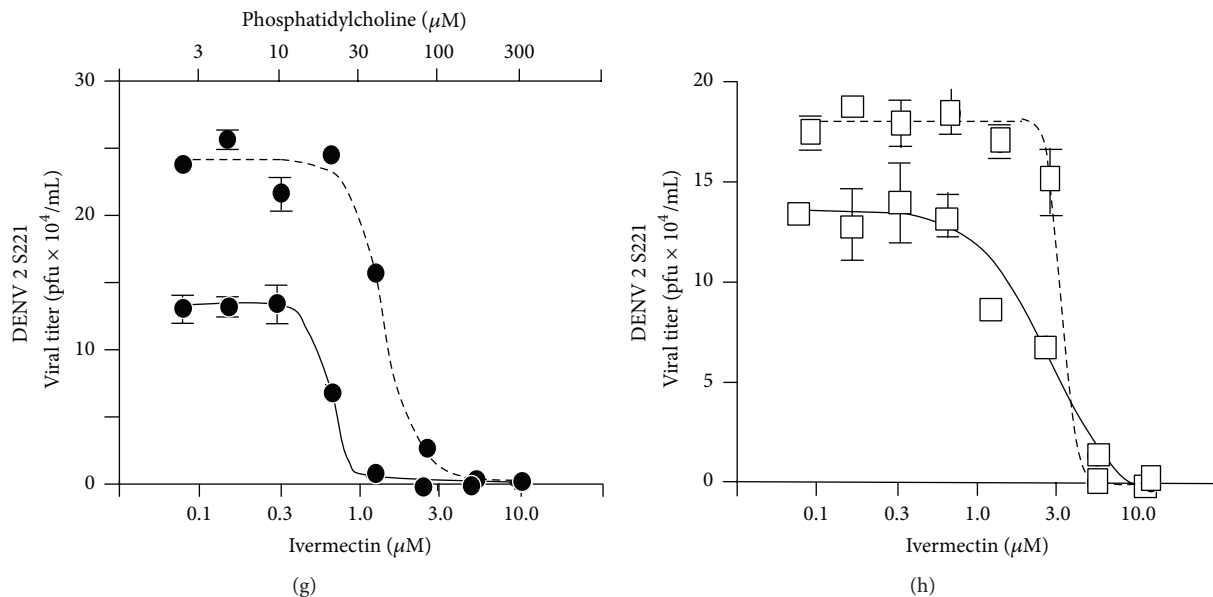 Phosphatidylcholine (μM)
3 10 30 100 300
30
20
10
0
DENV 2 S221
Viral titer (pfu × 10⁴/mL)
0.1 0.3 1.0 3.0 10.0
Ivermectin (μM)
(g)
20
15
10
5
0
DENV 2 S221
Viral titer (pfu × 10⁴/mL)
0.1 0.3 1.0 3.0 10.0
Ivermectin (μM)
(h)